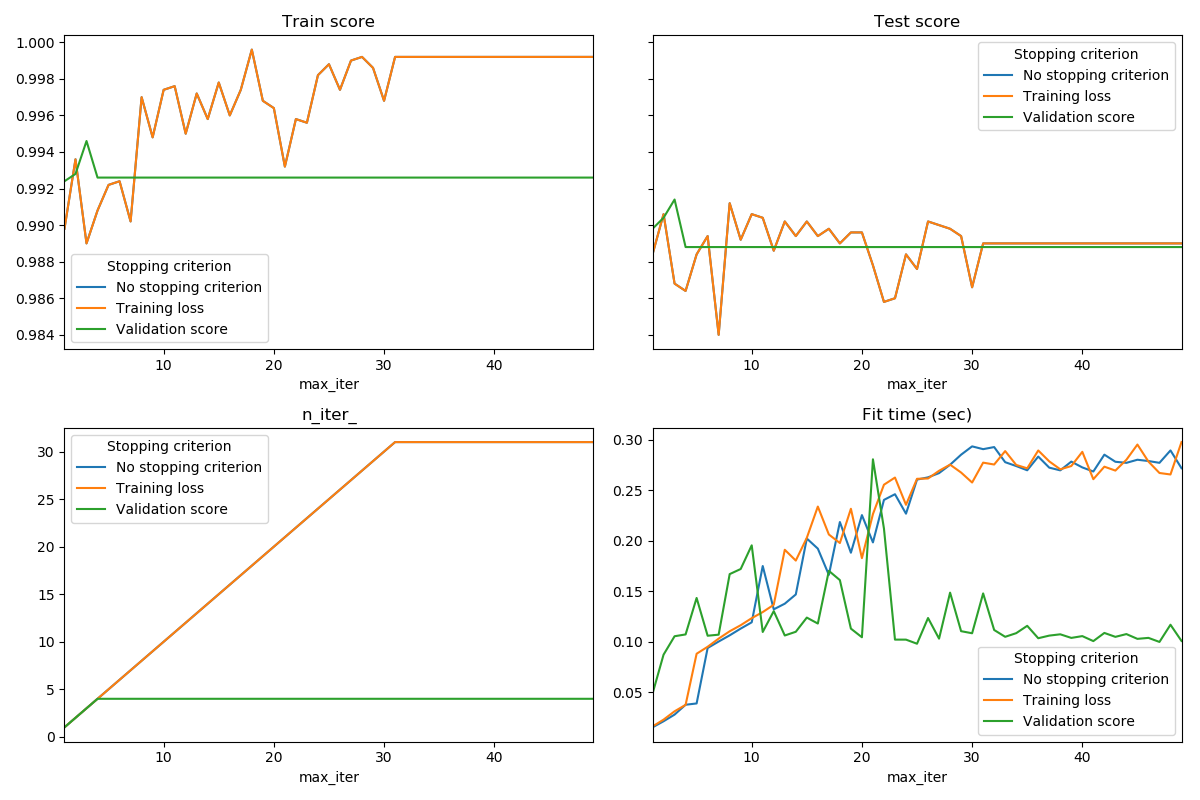 Train score
1.000
0.998
0.996
0.994
0.992
0.990
0.988
0.986
0.984
Stopping criterion
No stopping criterion
Training loss
Validation score
10 20 30 40
max_iter
Test score
Stopping criterion
No stopping criterion
Training loss
Validation score
10 20 30 40
max_iter
n_iter_
30
25
20
15
10
5
0
Stopping criterion
No stopping criterion
Training loss
Validation score
10 20 30 40
max_iter
Fit time (sec)
0.30
0.25
0.20
0.15
0.10
0.05
Stopping criterion
No stopping criterion
Training loss
Validation score
10 20 30 40
max_iter